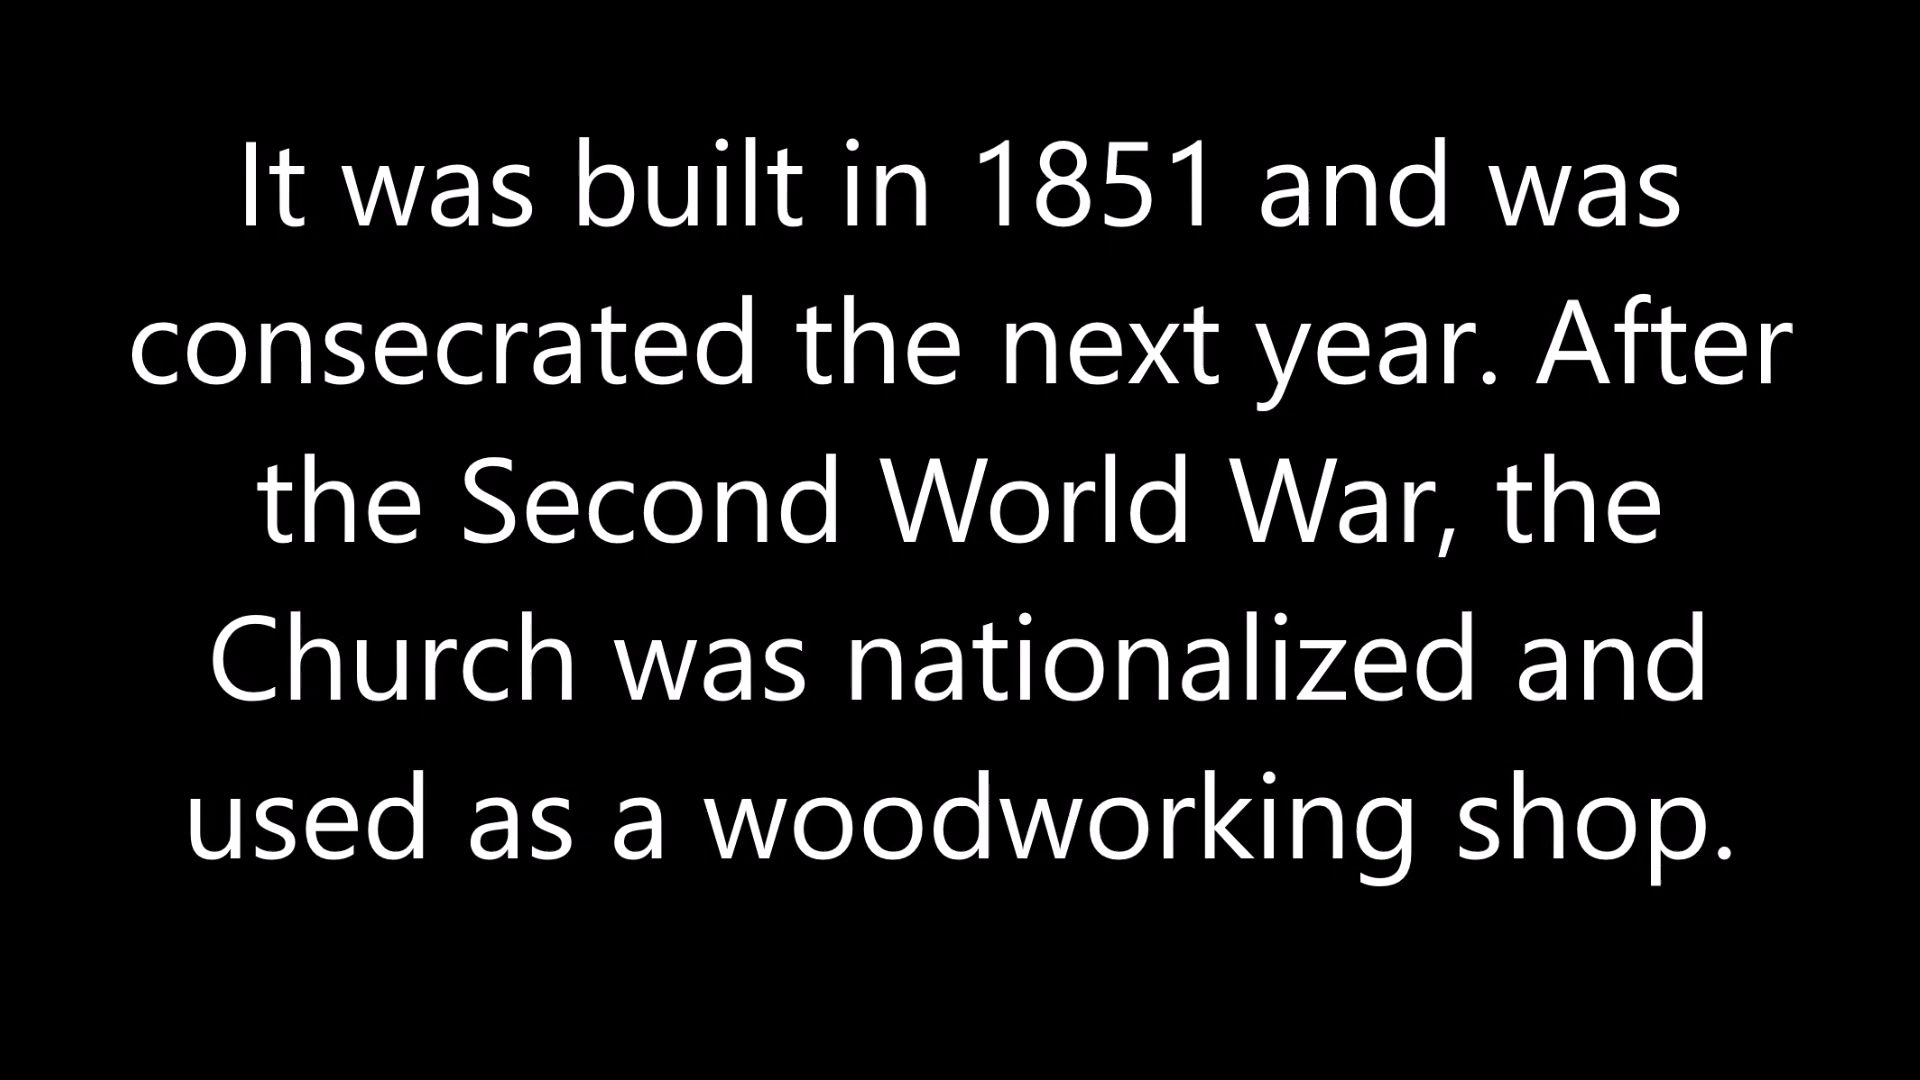 It was built in 1851 and was
consecrated the next year. After
the Second World War, the
Church was nationalized and
used as a woodworking shop.